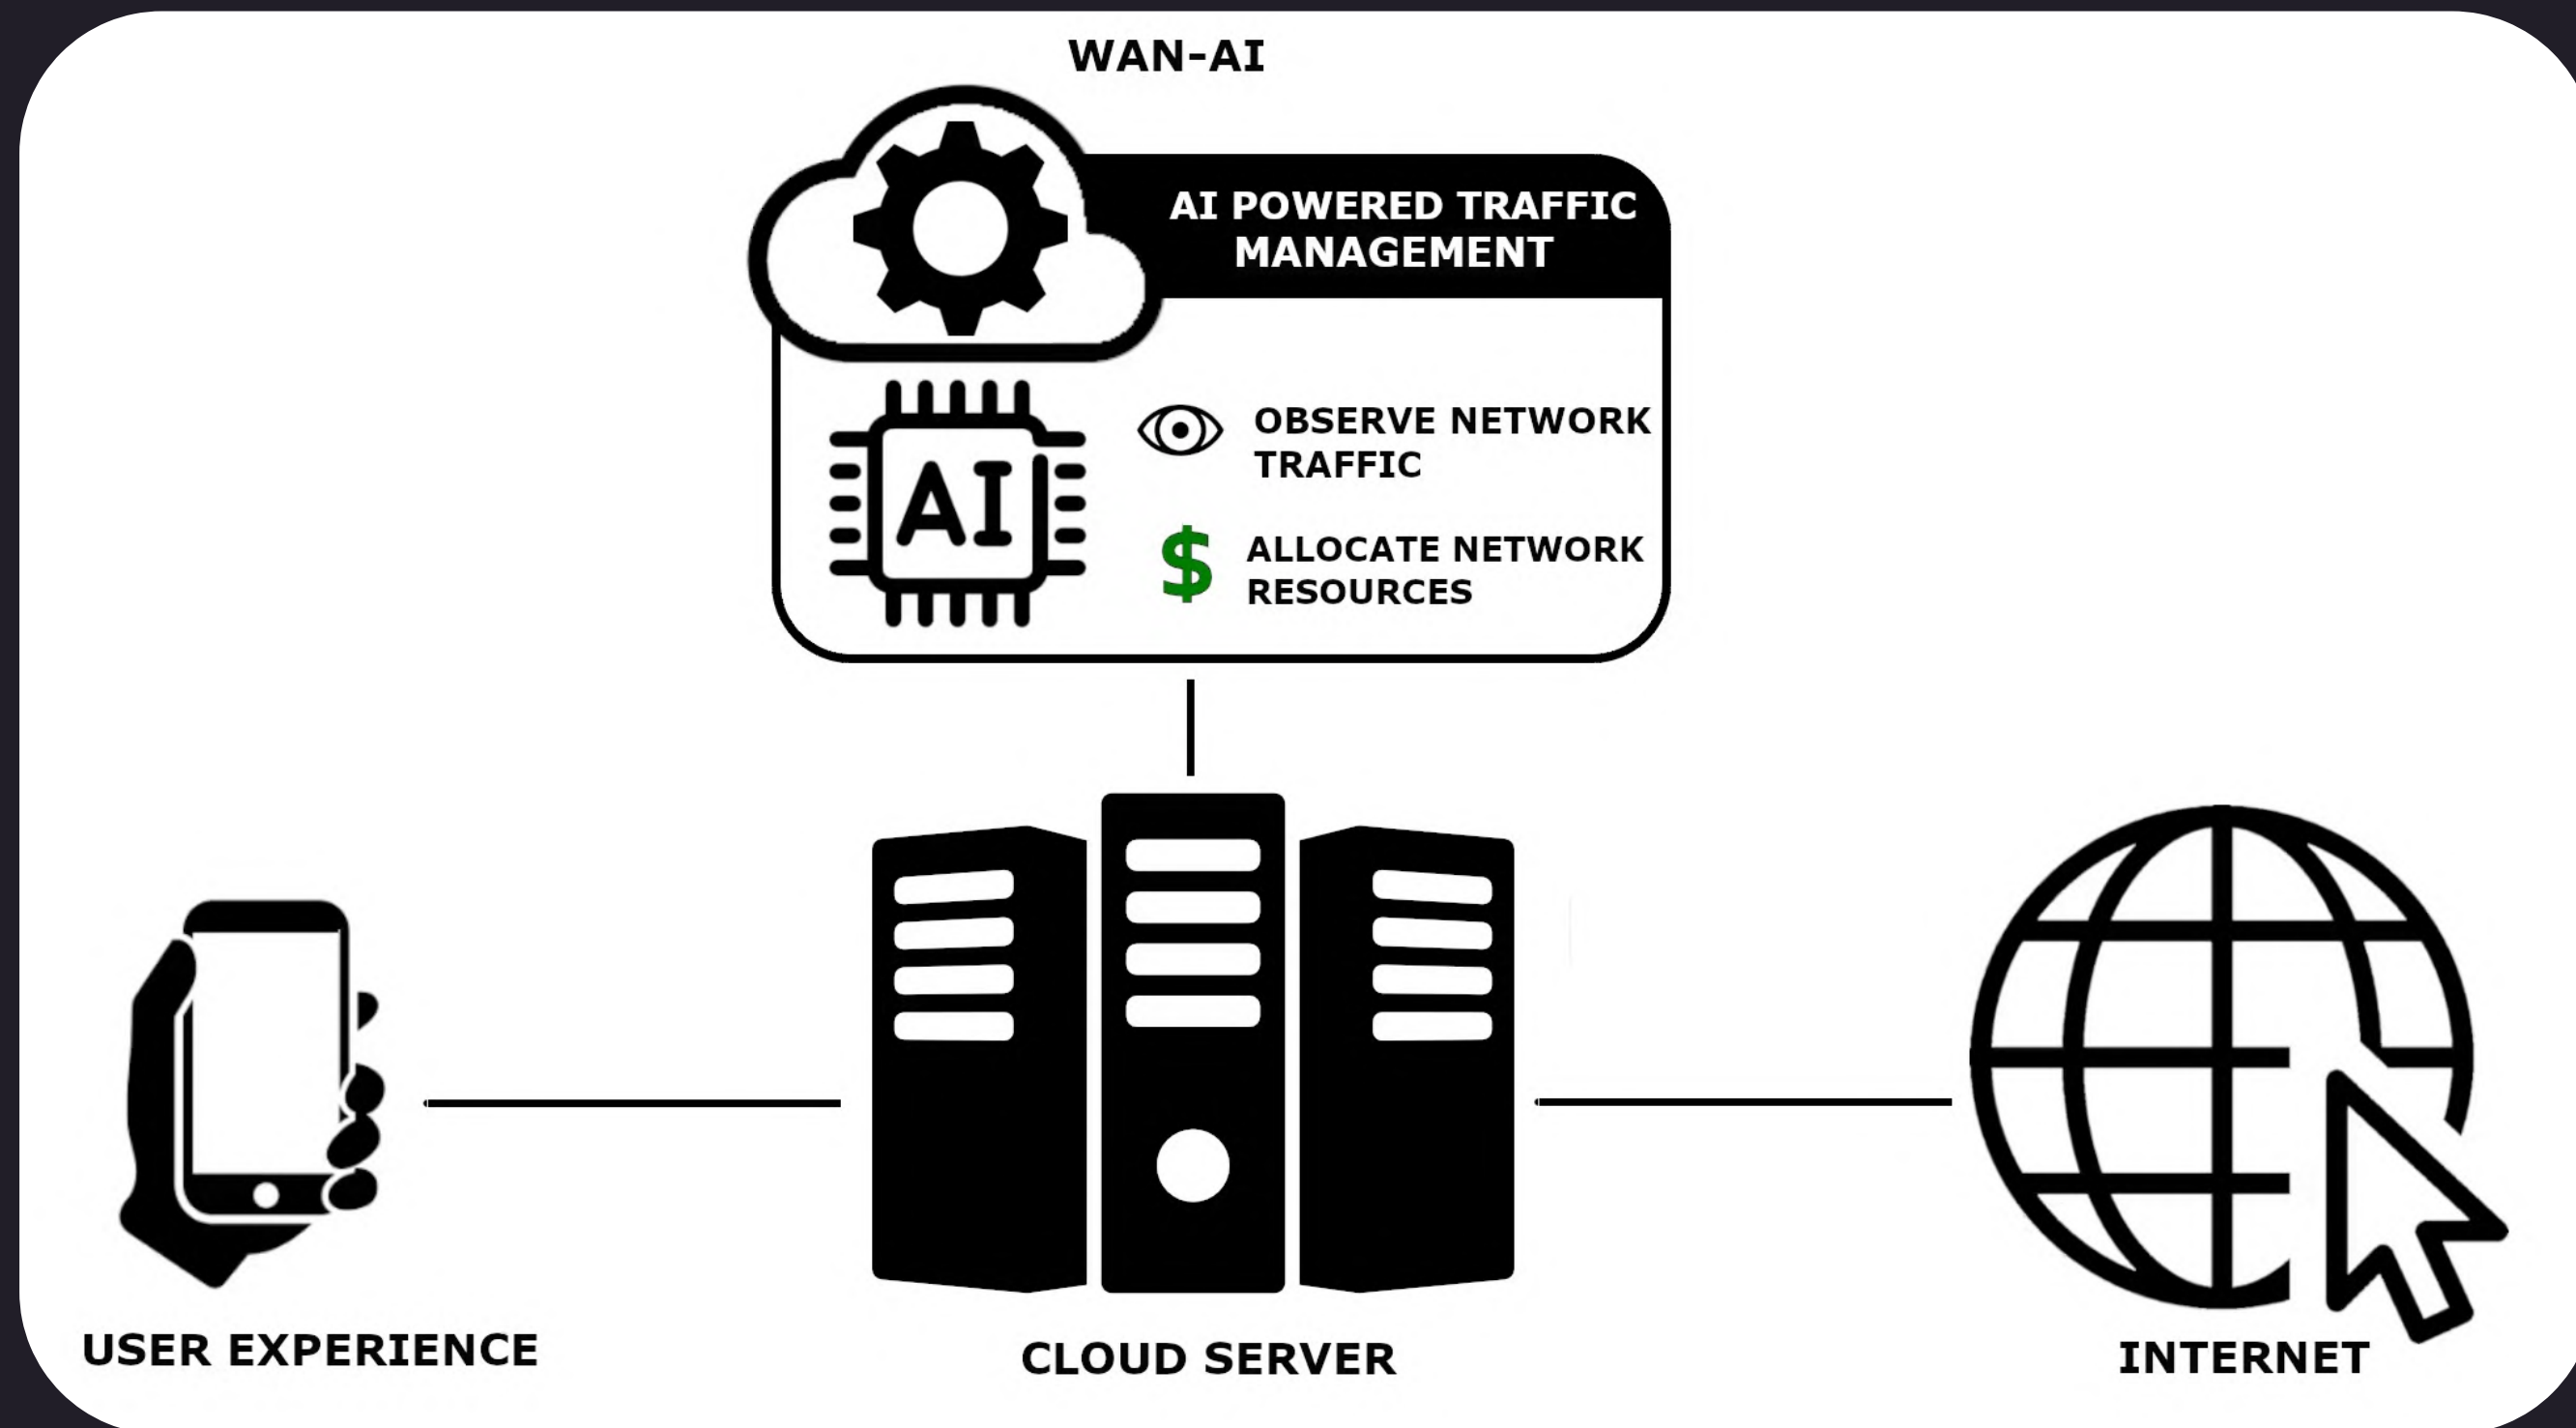 WAN-AI
AI POWERED TRAFFIC
MANAGEMENT
AI
OBSERVE NETWORK
TRAFFIC
$ ALLOCATE NETWORK
RESOURCES
USER EXPERIENCE
CLOUD SERVER
INTERNET